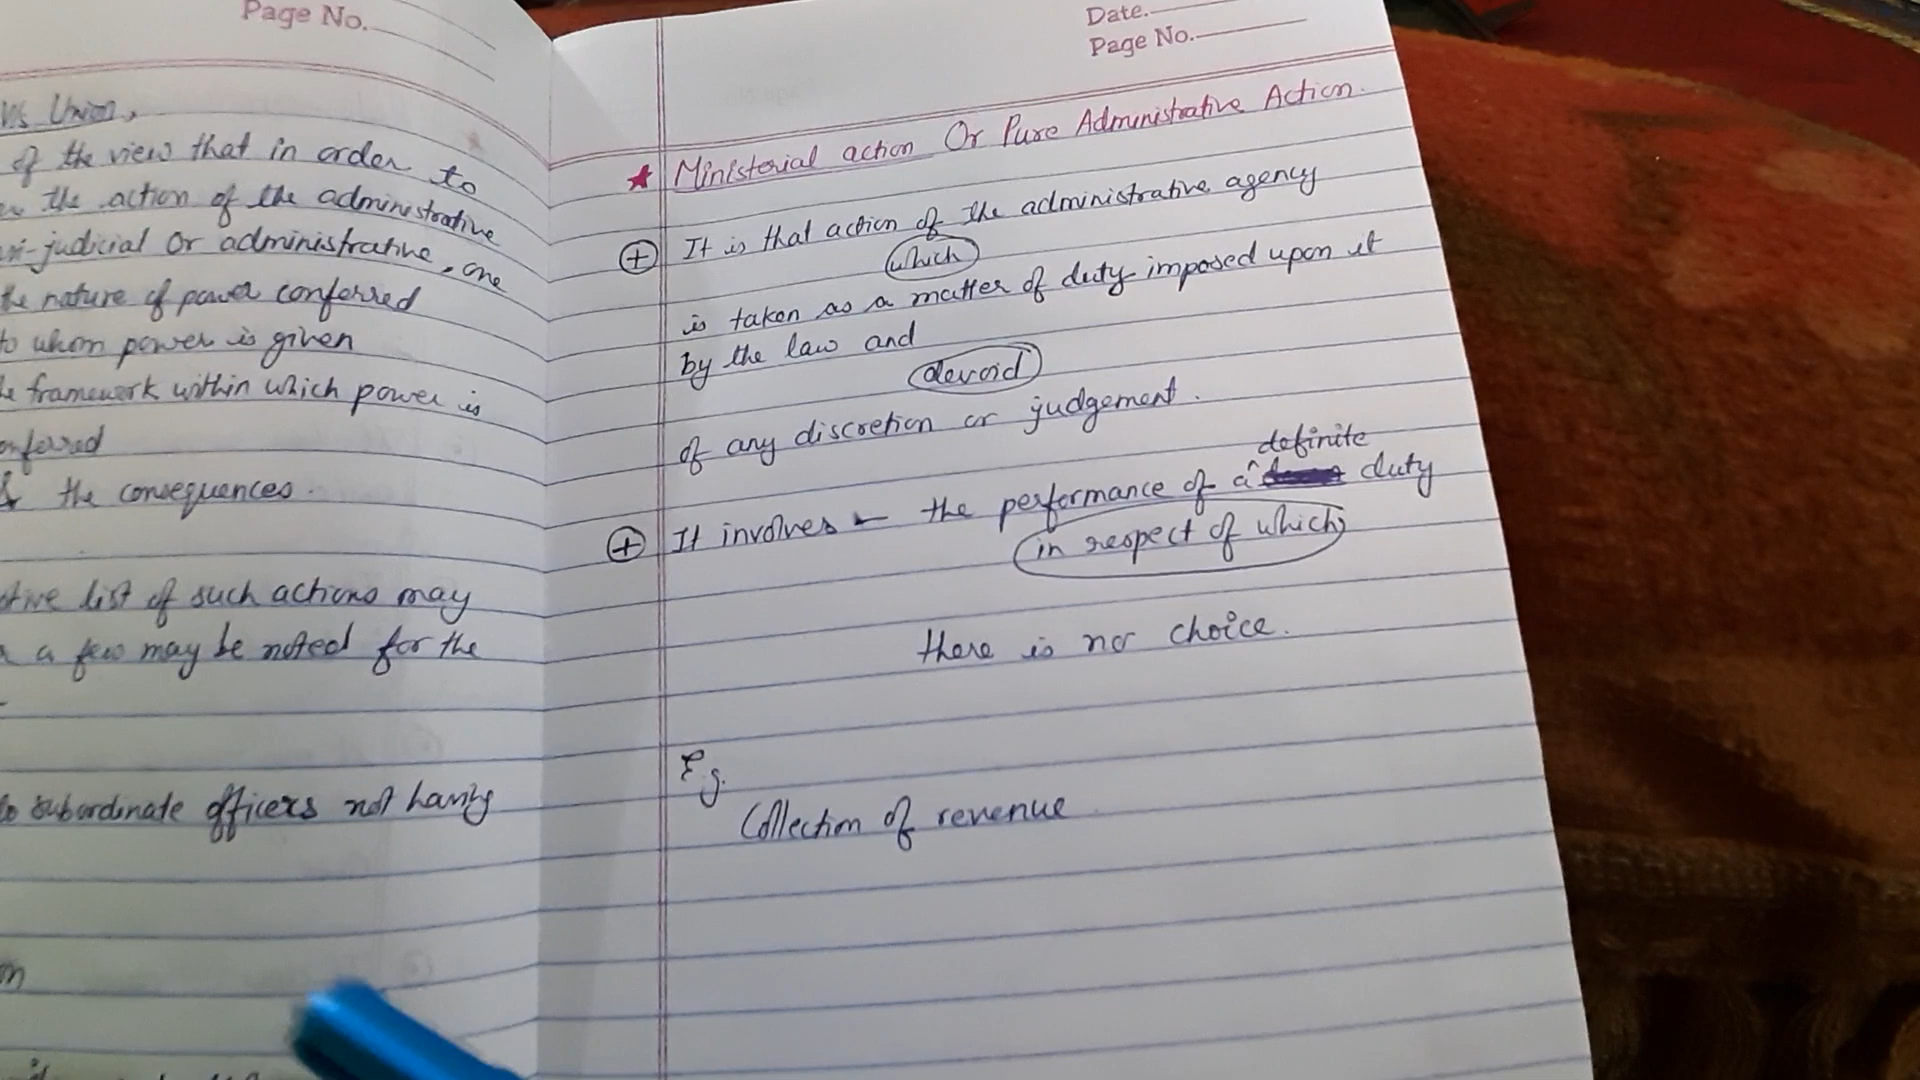 Page No.
Vs Union,
of the view that in order to
the action of the administrative
judicial or administrative, one
the nature of power conferred
to whom power is given
framework within which power is
the consequences.
list of such actions may
a few may be noted for the
subordinate officers not having
Date.
Page No.
Ministerial action Or Pure Administrative Action.
It is that action of the administrative agency
which
is taken as a matter of duty imposed upon it
by the law and
devoid
of any discretion or judgement.
definite
It involves - the performance of a duty
in respect of which
there is no choice.
Eg.
Collection of revenue